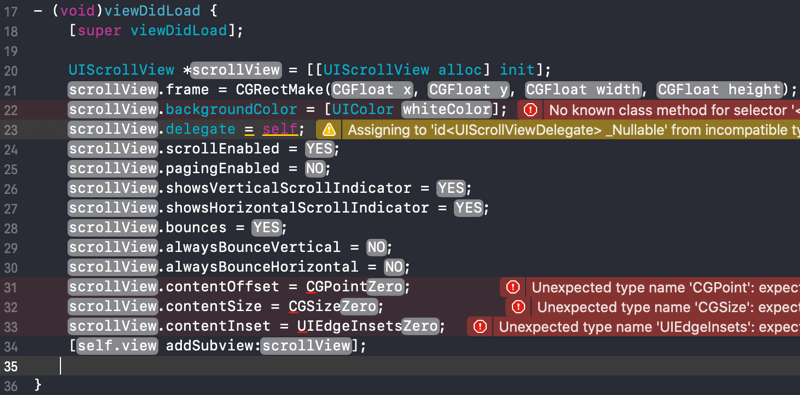 17 - (void)viewDidLoad {
18 [super viewDidLoad];
19
20 UIScrollView *scrollView = [[UIScrollView alloc] init];
21 scrollView.frame = CGRectMake(CGFloat x, CGFloat y, CGFloat width, CGFloat height);
22 scrollView.backgroundColor = [UIColor whiteColor]; No known class method for selector '<
23 scrollView.delegate = self; Assigning to 'id<UIScrollViewDelegate> _Nullable' from incompatible ty
24 scrollView.scrollEnabled = YES;
25 scrollView.pagingEnabled = NO;
26 scrollView.showsVerticalScrollIndicator = YES;
27 scrollView.showsHorizontalScrollIndicator = YES;
28 scrollView.bounces = YES;
29 scrollView.alwaysBounceVertical = NO;
30 scrollView.alwaysBounceHorizontal = NO;
31 scrollView.contentOffset = CGPointZero; Unexpected type name 'CGPoint': expec
32 scrollView.contentSize = CGSizeZero; Unexpected type name 'CGSize': expec
33 scrollView.contentInset = UIEdgeInsetsZero; Unexpected type name 'UIEdgeInsets': expec
34 [self.view addSubview:scrollView];
35
36 }